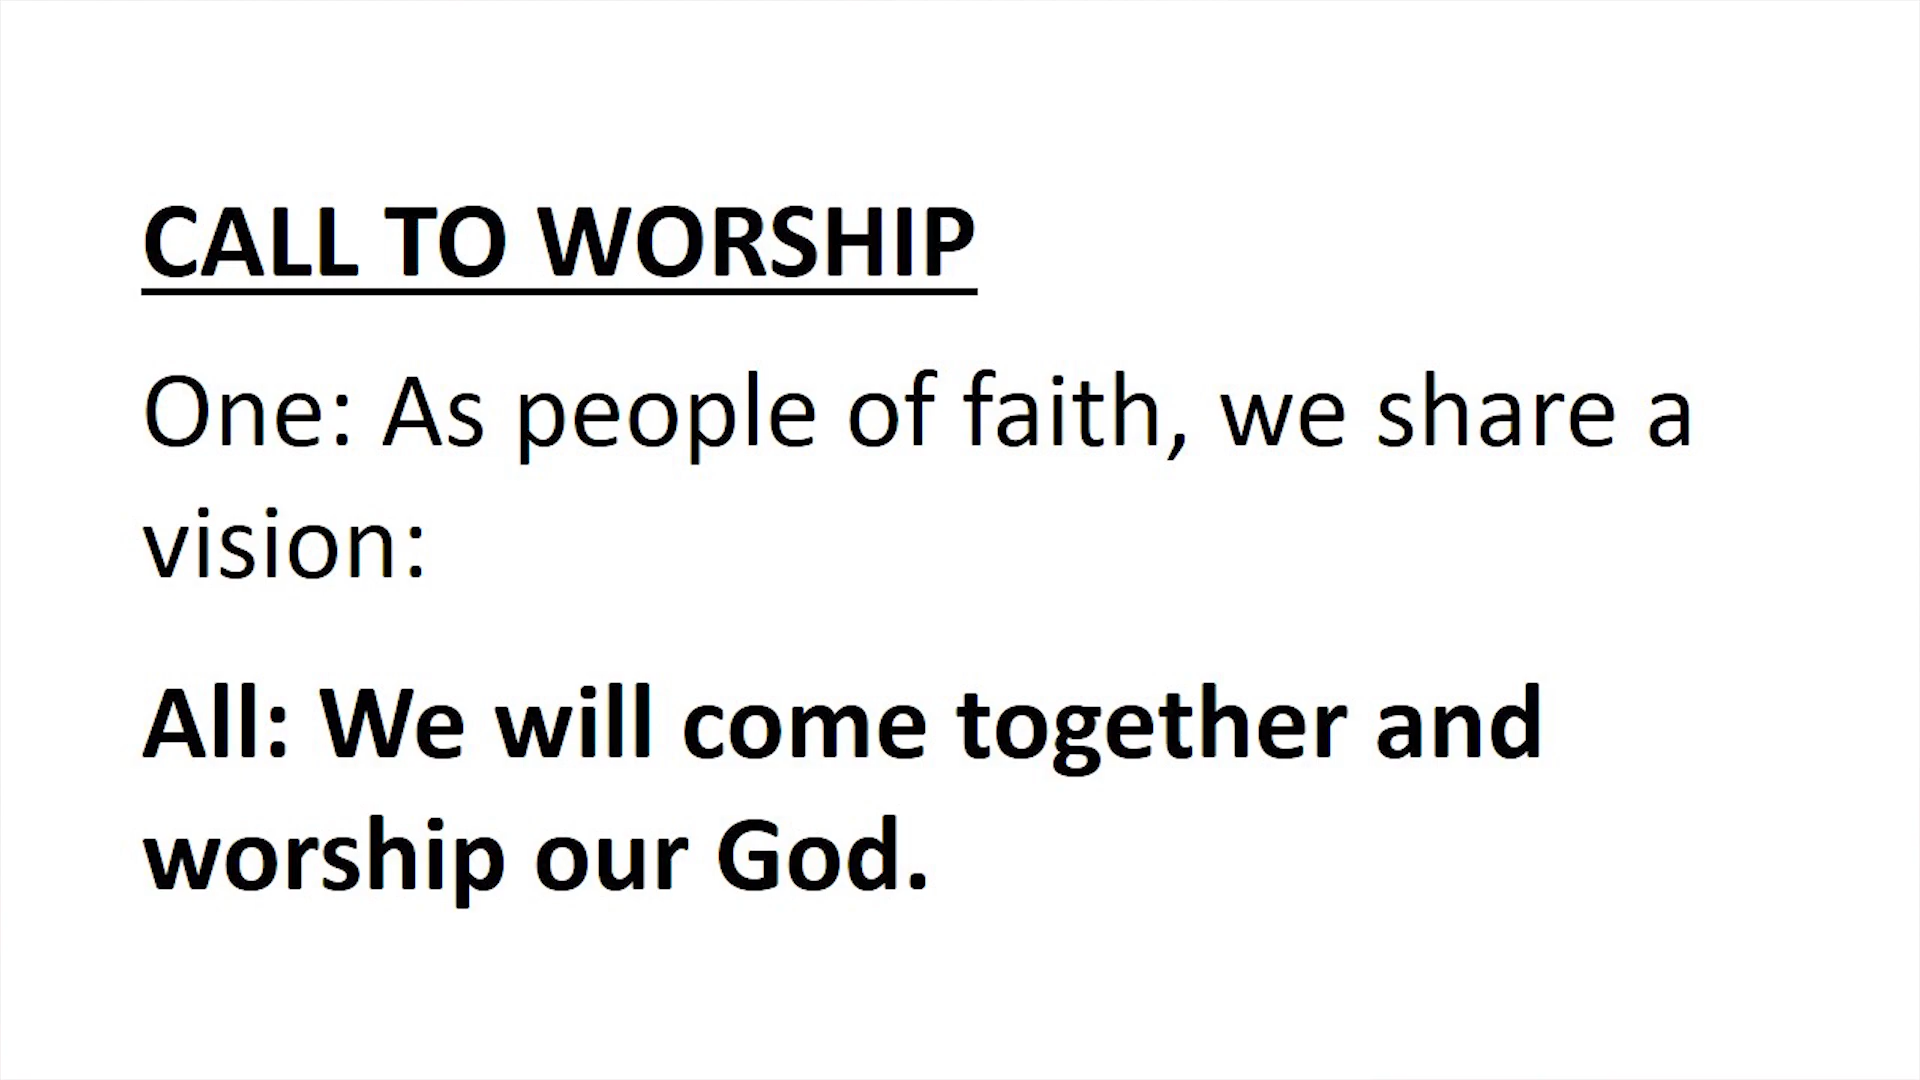 CALL TO WORSHIP
One: As people of faith, we share a
vision:
All: We will come together and
worship our God.